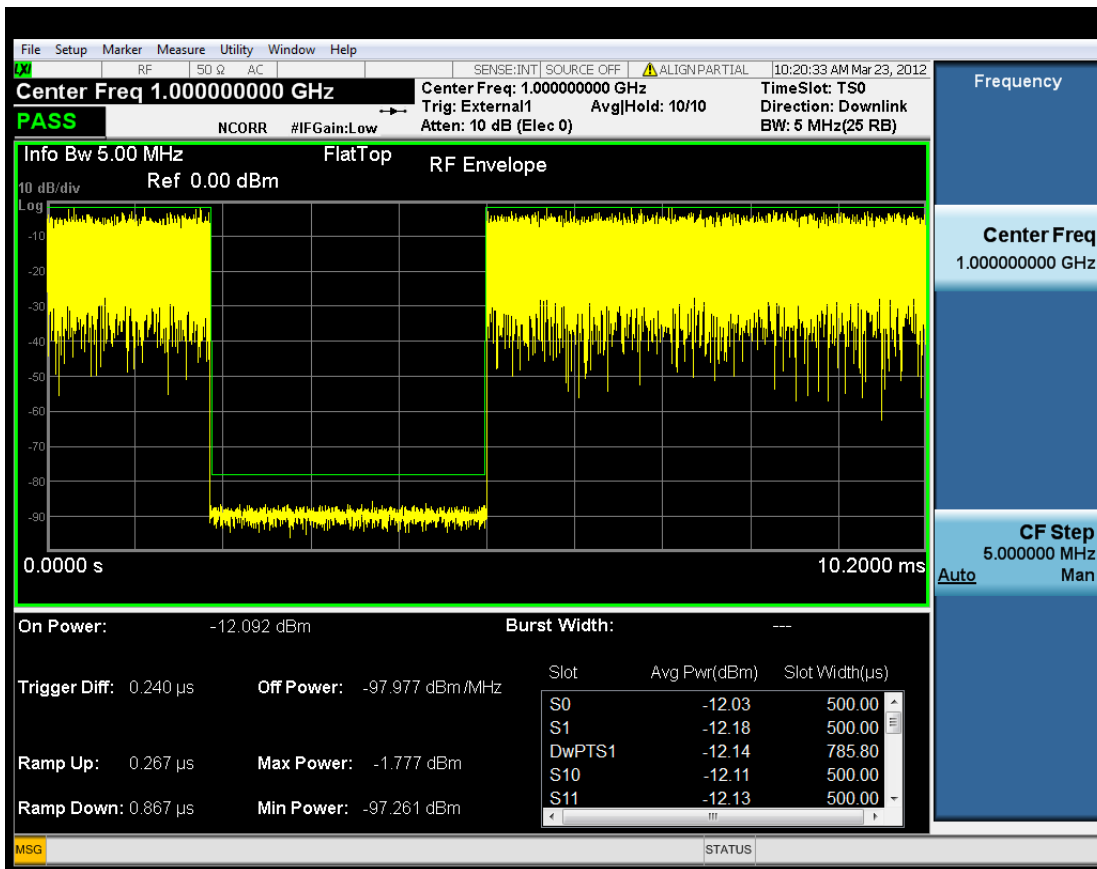 File Setup Marker Measure Utility Window Help
LXI RF 50 Ω AC SENSE:INT SOURCE OFF ALIGN PARTIAL 10:20:33 AM Mar 23, 2012
Center Freq 1.000000000 GHz
Center Freq: 1.000000000 GHz
TimeSlot: TS0
Trig: External1 Avg|Hold: 10/10
Direction: Downlink
PASS
NCORR #IFGain:Low
Atten: 10 dB (Elec 0)
BW: 5 MHz(25 RB)
Info Bw 5.00 MHz FlatTop RF Envelope
10 dB/div Ref 0.00 dBm
Log
-10
-20
-30
-40
-50
-60
-70
-80
-90
0.0000 s 10.2000 ms
On Power: -12.092 dBm Burst Width: ---
Trigger Diff: 0.240 µs Off Power: -97.977 dBm/MHz
Ramp Up: 0.267 µs Max Power: -1.777 dBm
Ramp Down: 0.867 µs Min Power: -97.261 dBm
Slot Avg Pwr(dBm) Slot Width(µs)
S0 -12.03 500.00
S1 -12.18 500.00
DwPTS1 -12.14 785.80
S10 -12.11 500.00
S11 -12.13 500.00
Frequency
Center Freq
1.000000000 GHz
CF Step
5.000000 MHz
Auto Man
MSG STATUS